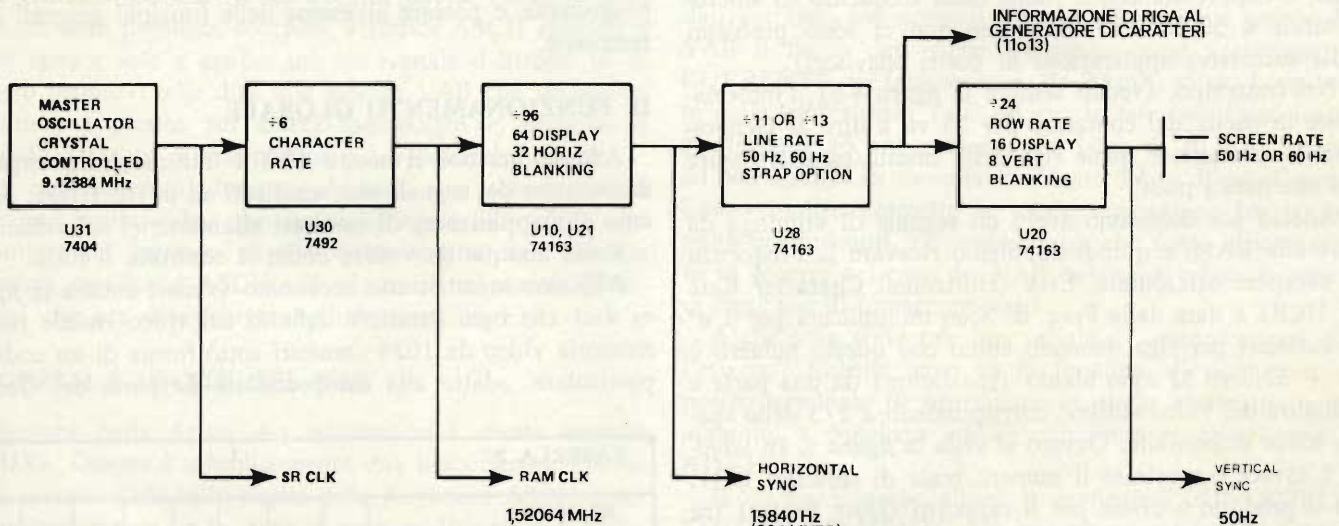 INFORMAZIONE DI RIGA AL
GENERATORE DI CARATTERI
(11o13)
MASTER
OSCILLATOR
CRYSTAL
CONTROLLED
9.12384 MHz
U31
7404
÷6
CHARACTER
RATE
U30
7492
÷96
64 DISPLAY
32 HORIZ
BLANKING
U10, U21
74163
÷11 OR ÷13
LINE RATE
50 Hz, 60 Hz
STRAP OPTION
U28
74163
÷24
ROW RATE
16 DISPLAY
8 VERT
BLANKING
U20
74163
SCREEN RATE
50 Hz OR 60 Hz
SR CLK
RAM CLK
1,52064 MHz
HORIZONTAL
SYNC
15840 Hz
VERTICAL
SYNC
50Hz